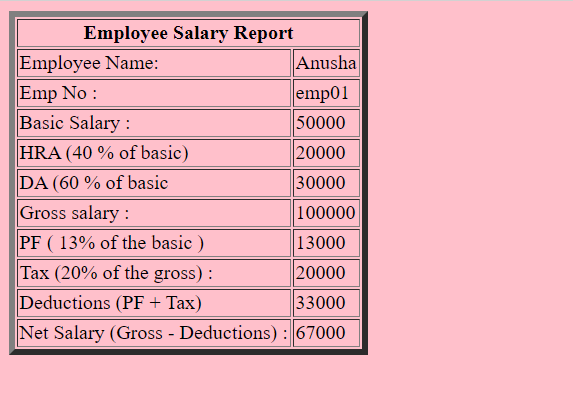 Employee Salary Report
Employee Name: Anusha
Emp No : emp01
Basic Salary : 50000
HRA (40 % of basic) 20000
DA (60 % of basic 30000
Gross salary : 100000
PF ( 13% of the basic ) 13000
Tax (20% of the gross) : 20000
Deductions (PF + Tax) 33000
Net Salary (Gross - Deductions) : 67000